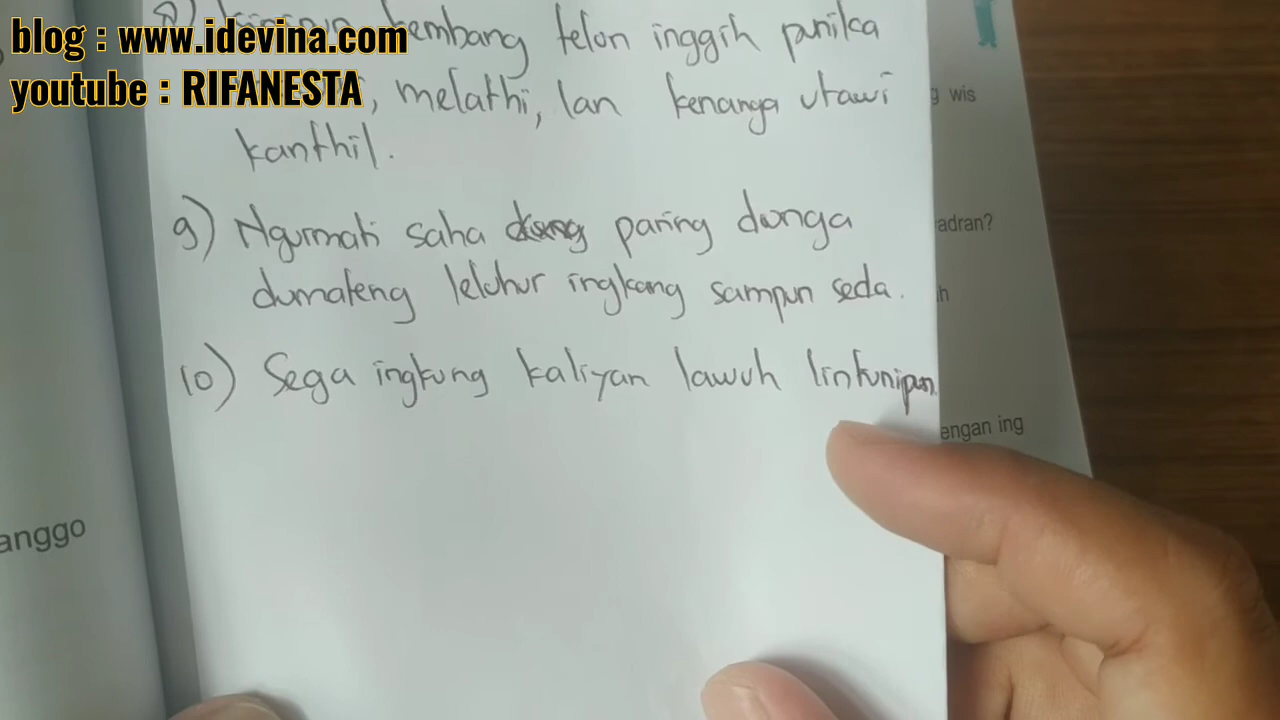 blog : www.idevina.com
youtube : RIFANESTA
kembang telon inggih punika
, melathi, lan kenanga utawi
kanthil.
9) Ngurmati saha paring donga
dumateng leluhur ingkang sampun seda.
10) Sega ingkung kaliyan lawuh lintunipun.
g wis
adran?
ih
engan ing
anggo